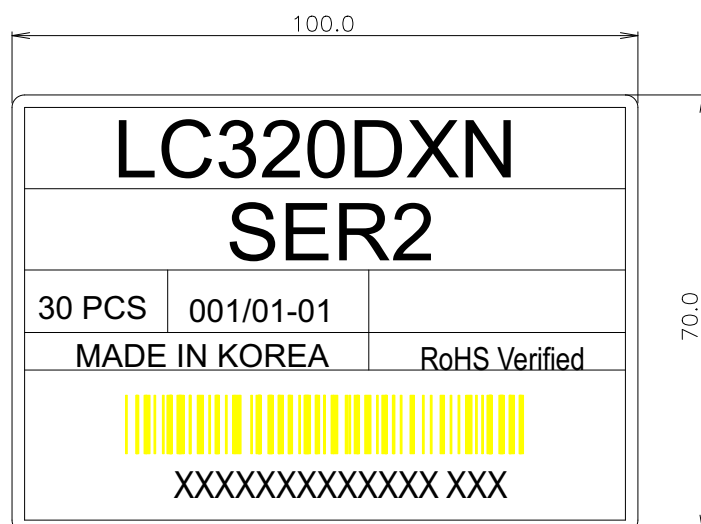 100.0
LC320DXN
SER2
30 PCS 001/01-01
70.0
MADE IN KOREA RoHS Verified
XXXXXXXXXXXXX XXX